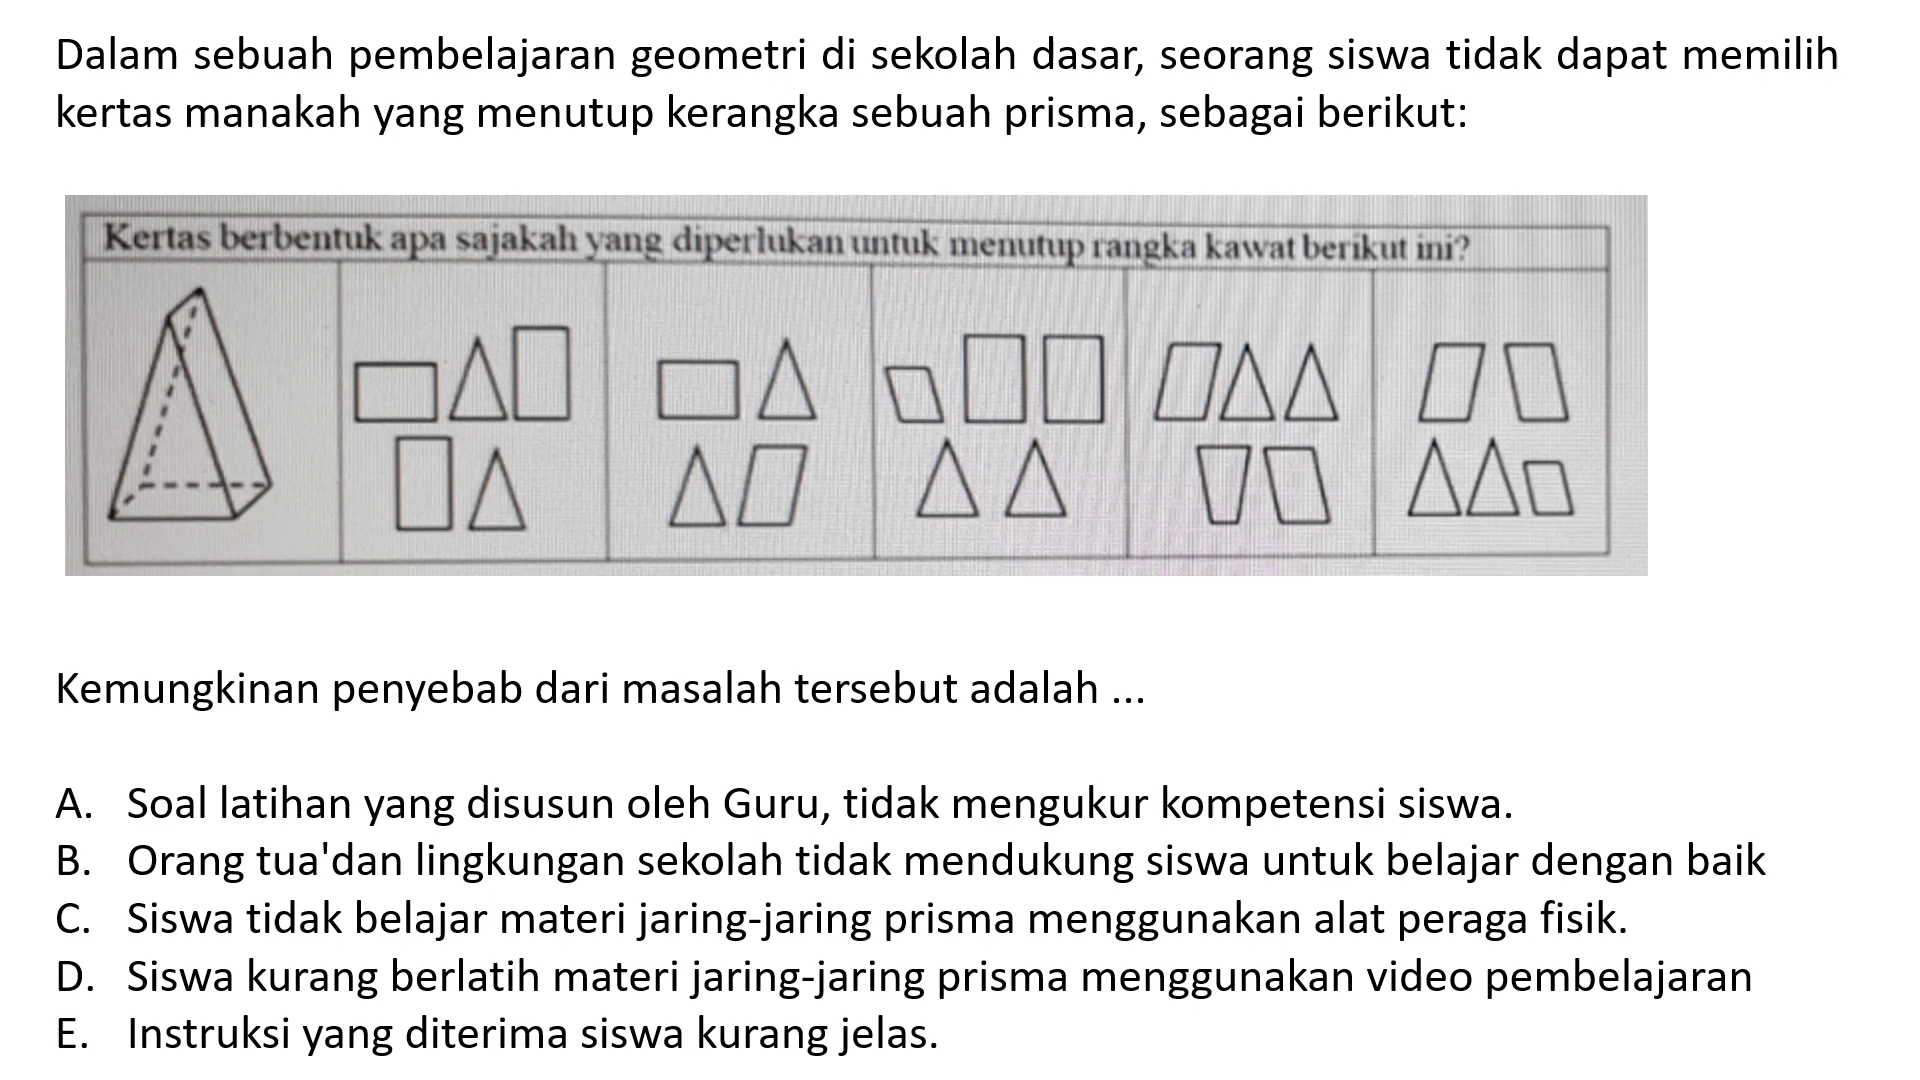 Dalam sebuah pembelajaran geometri di sekolah dasar, seorang siswa tidak dapat memilih
kertas manakah yang menutup kerangka sebuah prisma, sebagai berikut:
Kertas berbentuk apa sajakah yang diperlukan untuk menutup rangka kawat berikut ini?
Kemungkinan penyebab dari masalah tersebut adalah ...
A. Soal latihan yang disusun oleh Guru, tidak mengukur kompetensi siswa.
B. Orang tua'dan lingkungan sekolah tidak mendukung siswa untuk belajar dengan baik
C. Siswa tidak belajar materi jaring-jaring prisma menggunakan alat peraga fisik.
D. Siswa kurang berlatih materi jaring-jaring prisma menggunakan video pembelajaran
E. Instruksi yang diterima siswa kurang jelas.